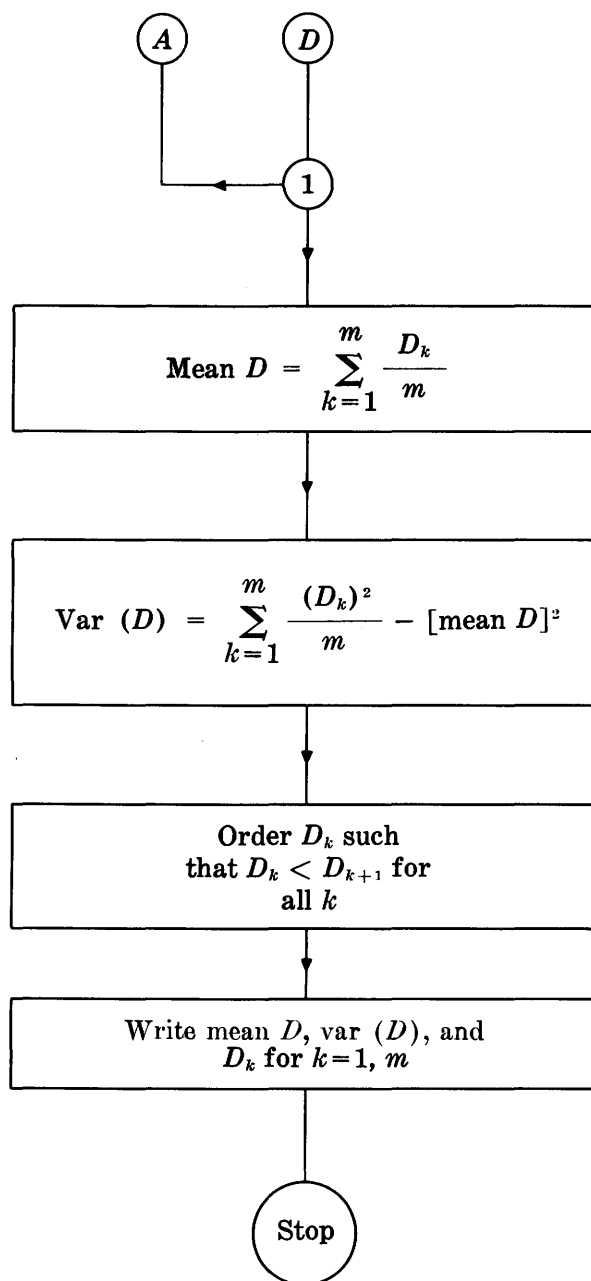 A D
1
m
Mean D = ∑ D_k / m
k=1
m
Var (D) = ∑ (D_k)² / m − [mean D]²
k=1
Order D_k such
that D_k < D_{k+1} for
all k
Write mean D, var (D), and
D_k for k=1, m
Stop